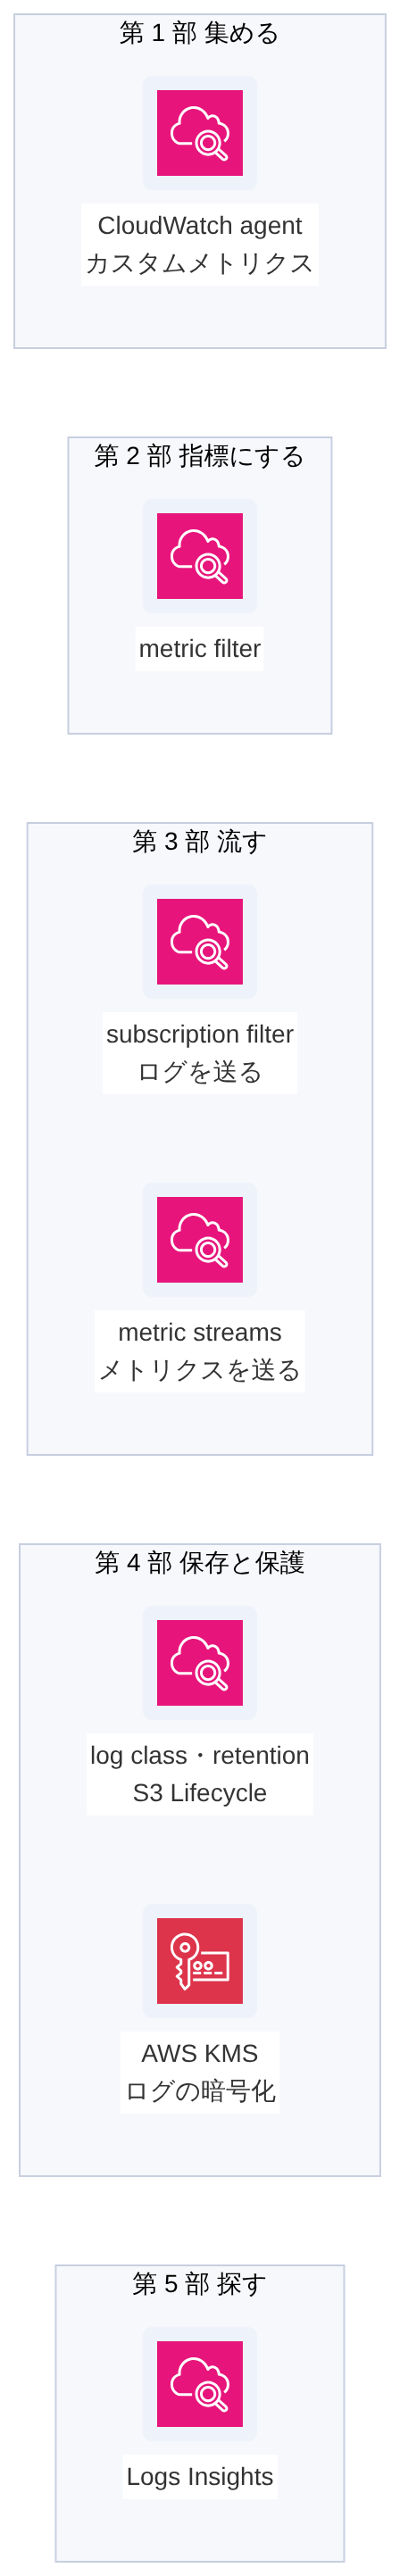 第 1 部 集める
CloudWatch agent
カスタムメトリクス
第 2 部 指標にする
metric filter
第 3 部 流す
subscription filter
ログを送る
metric streams
メトリクスを送る
第 4 部 保存と保護
log class・retention
S3 Lifecycle
AWS KMS
ログの暗号化
第 5 部 探す
Logs Insights